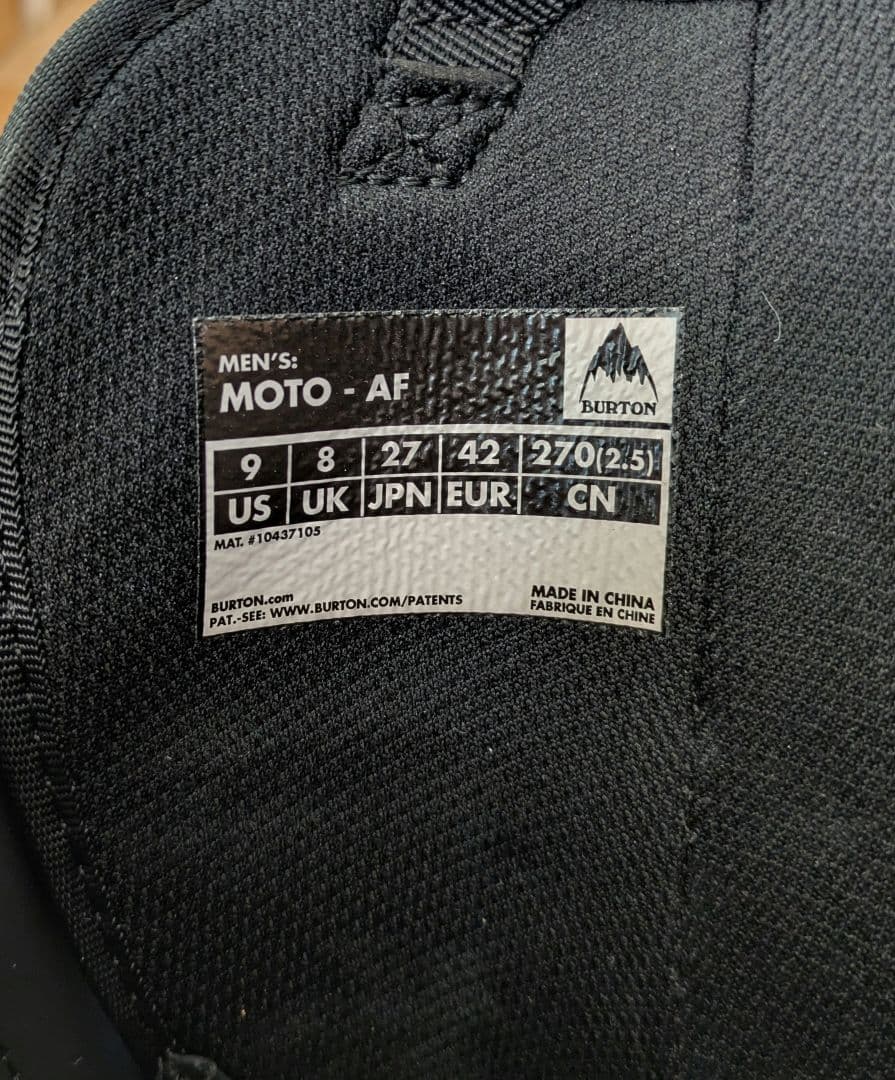 MEN'S:
MOTO - AF
BURTON
9 8 27 42 270(2.5)
US UK JPN EUR CN
MAT. #10437105
BURTON.com
PAT.-SEE: WWW.BURTON.COM/PATENTS
MADE IN CHINA
FABRIQUE EN CHINE